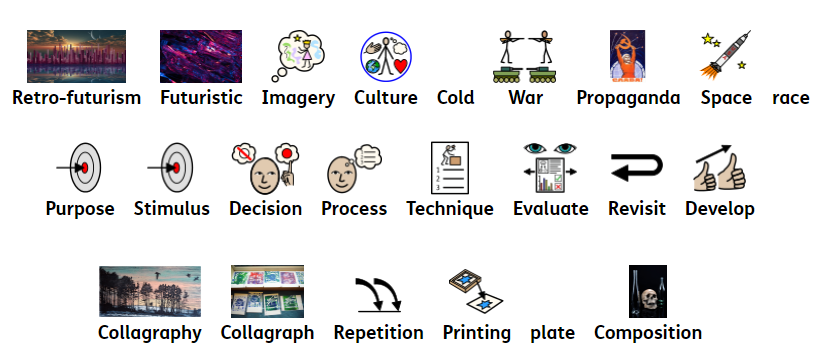 Retro-futurism Futuristic Imagery Culture Cold War Propaganda Space race
Purpose Stimulus Decision Process Technique Evaluate Revisit Develop
Collagraphy Collagraph Repetition Printing plate Composition